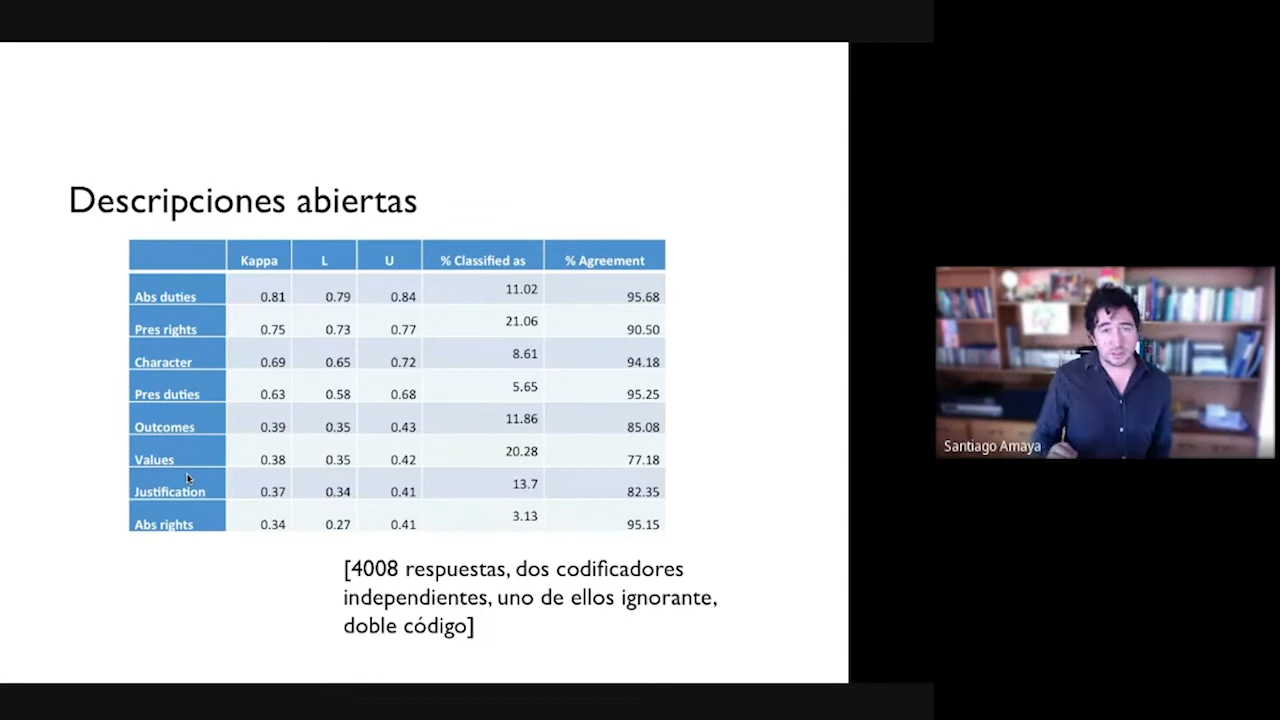 Descripciones abiertas
Kappa L U % Classified as % Agreement
Abs duties 0.81 0.79 0.84 11.02 95.68
Pres rights 0.75 0.73 0.77 21.06 90.50
Character 0.69 0.65 0.72 8.61 94.18
Pres duties 0.63 0.58 0.68 5.65 95.25
Outcomes 0.39 0.35 0.43 11.86 85.08
Values 0.38 0.35 0.42 20.28 77.18
Justification 0.37 0.34 0.41 13.7 82.35
Abs rights 0.34 0.27 0.41 3.13 95.15
[4008 respuestas, dos codificadores
independientes, uno de ellos ignorante,
doble código]
Santiago Amaya